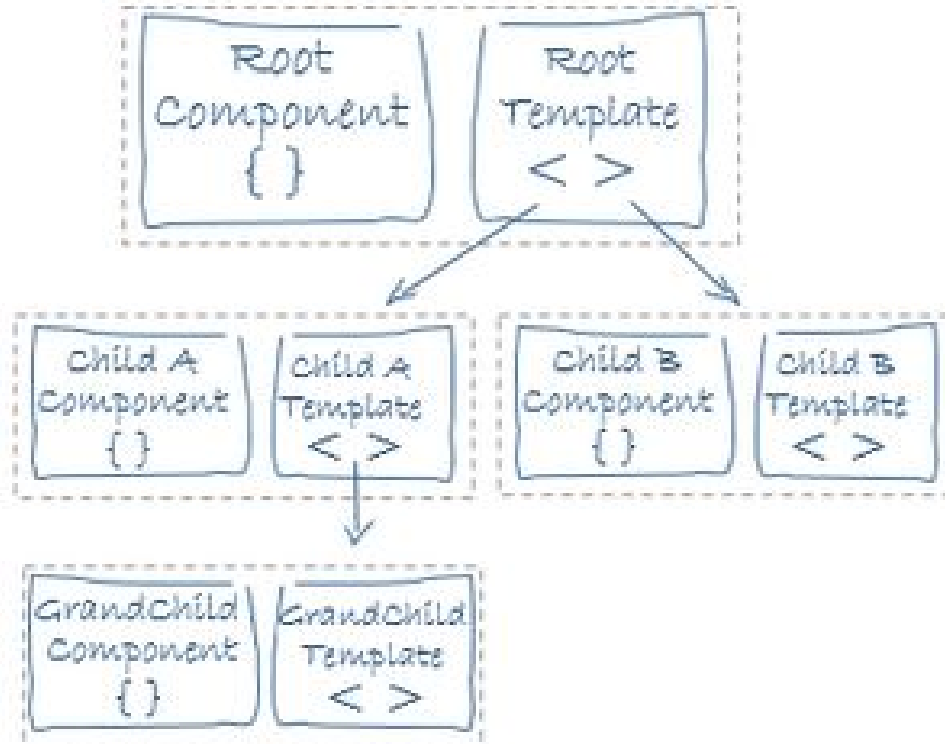 Root
Component
{ }
Root
Template
< >
Child A
Component
{ }
Child A
Template
< >
Child B
Component
{ }
Child B
Template
< >
GrandChild
Component
{ }
GrandChild
Template
< >